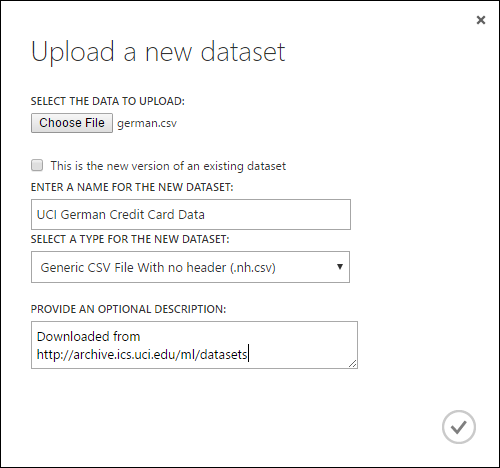 Upload a new dataset
SELECT THE DATA TO UPLOAD:
Choose File german.csv
This is the new version of an existing dataset
ENTER A NAME FOR THE NEW DATASET:
UCI German Credit Card Data
SELECT A TYPE FOR THE NEW DATASET:
Generic CSV File With no header (.nh.csv)
PROVIDE AN OPTIONAL DESCRIPTION:
Downloaded from
http://archive.ics.uci.edu/ml/datasets